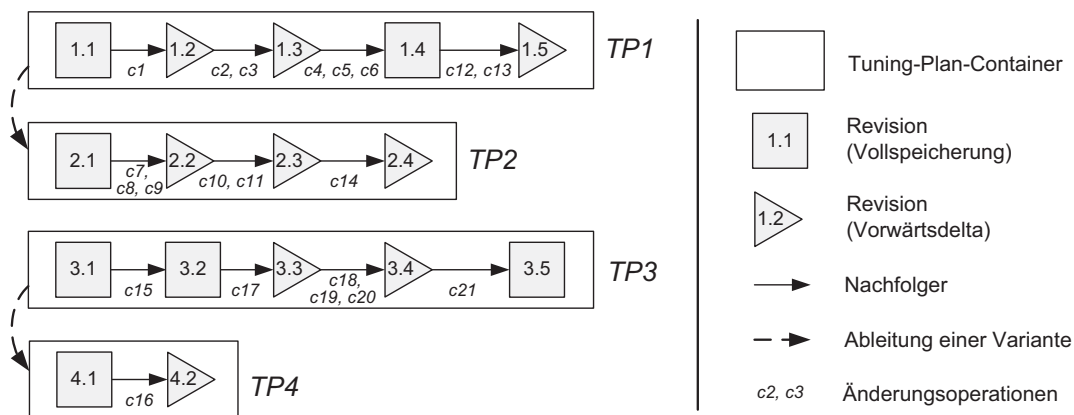 1.1
1.2
1.3
1.4
1.5
TP1
c1
c2, c3
c4, c5, c6
c12, c13
2.1
2.2
2.3
2.4
TP2
c7,
c8, c9
c10, c11
c14
3.1
3.2
3.3
3.4
3.5
TP3
c15
c17
c18,
c19, c20
c21
4.1
4.2
TP4
c16
Tuning-Plan-Container
1.1
Revision
(Vollspeicherung)
1.2
Revision
(Vorwärtsdelta)
Nachfolger
Ableitung einer Variante
c2, c3
Änderungsoperationen